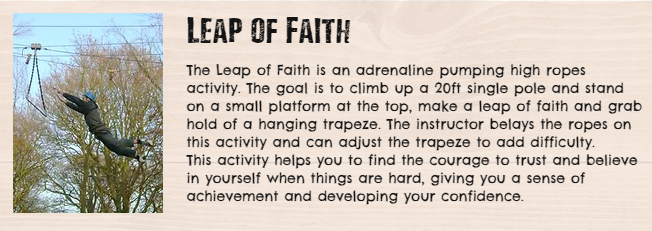 LEAP OF FAITH
The Leap of Faith is an adrenaline pumping high ropes
activity. The goal is to climb up a 20ft single pole and stand
on a small platform at the top, make a leap of faith and grab
hold of a hanging trapeze. The instructor belays the ropes on
this activity and can adjust the trapeze to add difficulty.
This activity helps you to find the courage to trust and believe
in yourself when things are hard, giving you a sense of
achievement and developing your confidence.